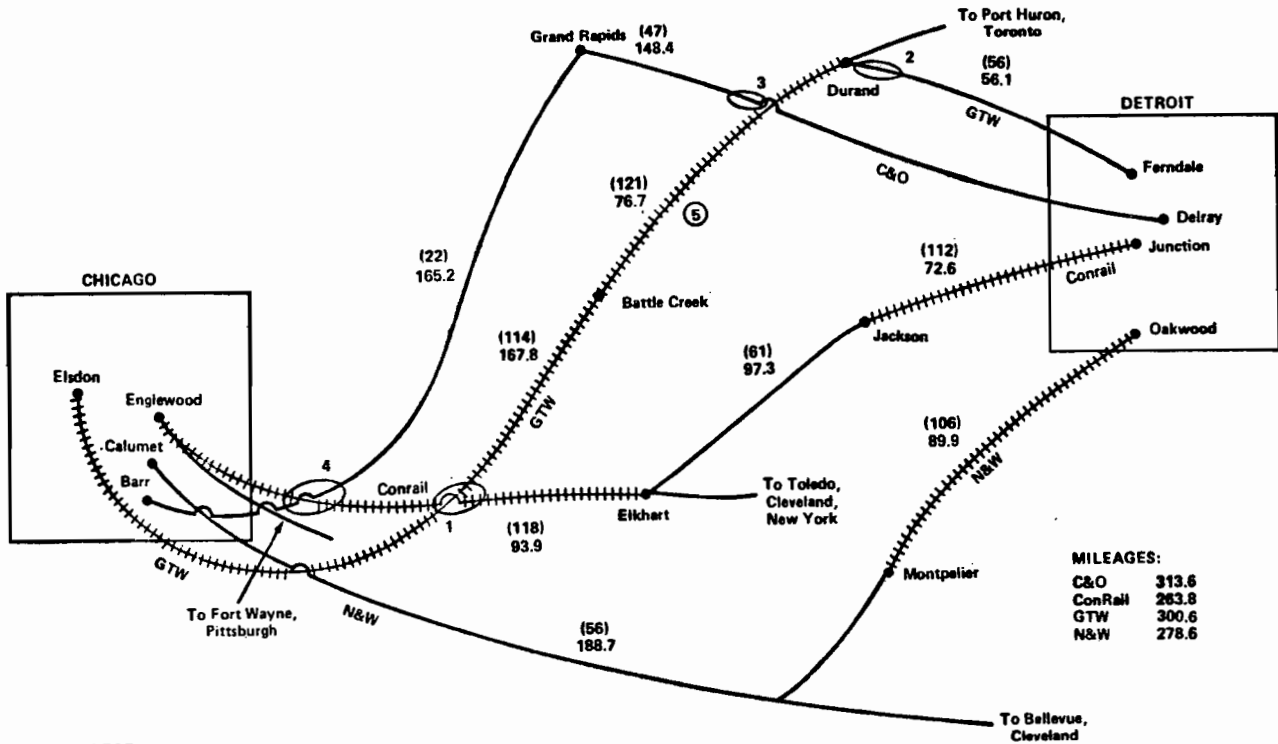 Grand Rapids
(47)
148.4
To Port Huron,
Toronto
2
(56)
56.1
3
Durand
GTW
DETROIT
Ferndale
C&O
Delray
(121)
76.7
5
(22)
165.2
(112)
72.6
Junction
Conrail
CHICAGO
Battle Creek
Jackson
Oakwood
(114)
167.8
(61)
97.3
Elsdon
Englewood
GTW
Calumet
(106)
89.9
Barr
4
Conrail
N&W
To Toledo,
Cleveland,
New York
Elkhart
1
(118)
93.9
GTW
Montpelier
MILEAGES:
C&O 313.6
ConRail 263.8
GTW 300.6
N&W 278.6
To Fort Wayne,
Pittsburgh
N&W
(56)
188.7
To Bellevue,
Cleveland